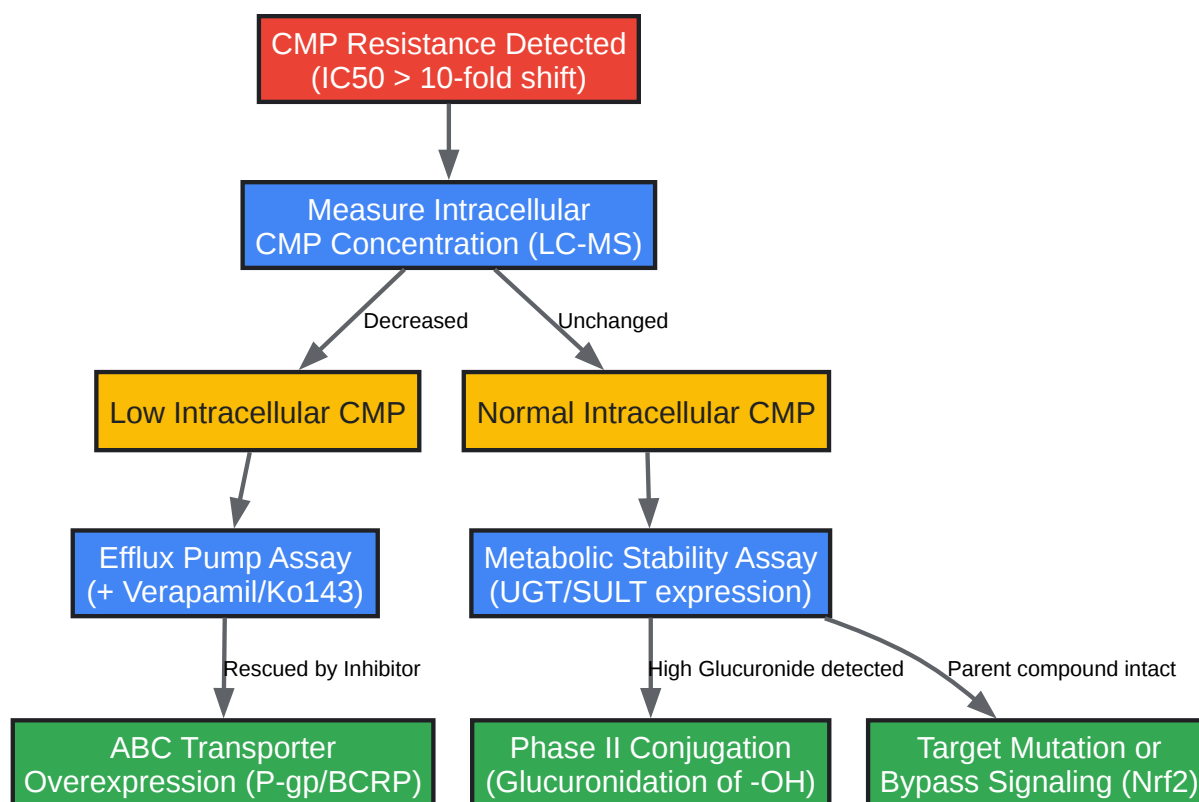 CMP Resistance Detected
(IC50 > 10-fold shift)
Measure Intracellular
CMP Concentration (LC-MS)
Decreased
Unchanged
Low Intracellular CMP
Normal Intracellular CMP
Efflux Pump Assay
(+ Verapamil/Ko143)
Metabolic Stability Assay
(UGT/SULT expression)
Rescued by Inhibitor
High Glucuronide detected
Parent compound intact
ABC Transporter
Overexpression (P-gp/BCRP)
Phase II Conjugation
(Glucuronidation of -OH)
Target Mutation or
Bypass Signaling (Nrf2)